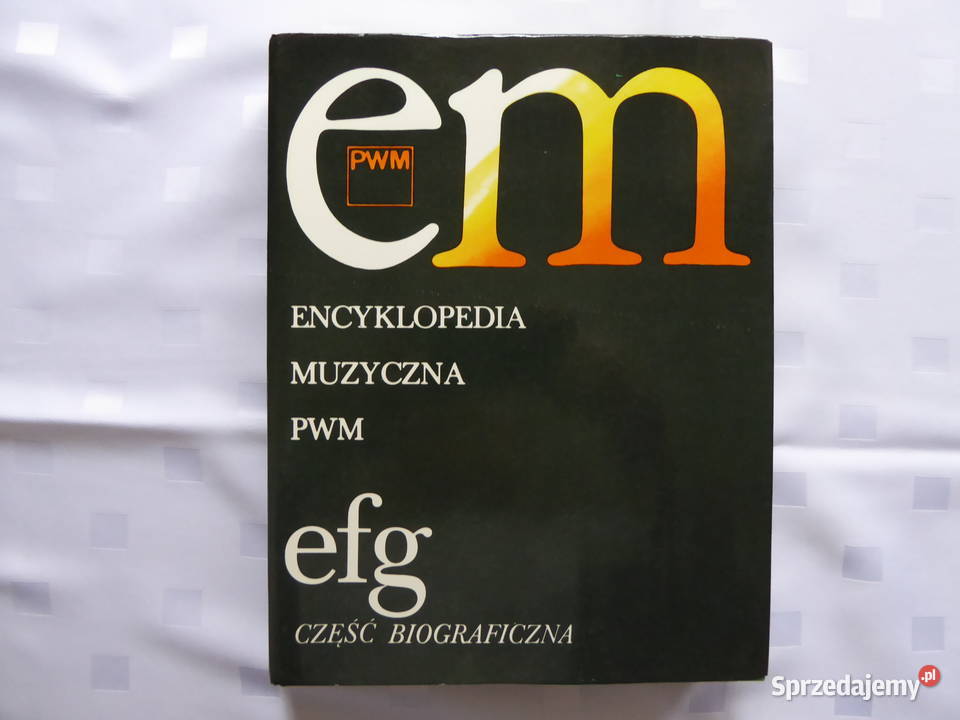 em
PWM
ENCYKLOPEDIA
MUZYCZNA
PWM
efg
CZĘŚĆ BIOGRAFICZNA
Sprzedajemy.pl